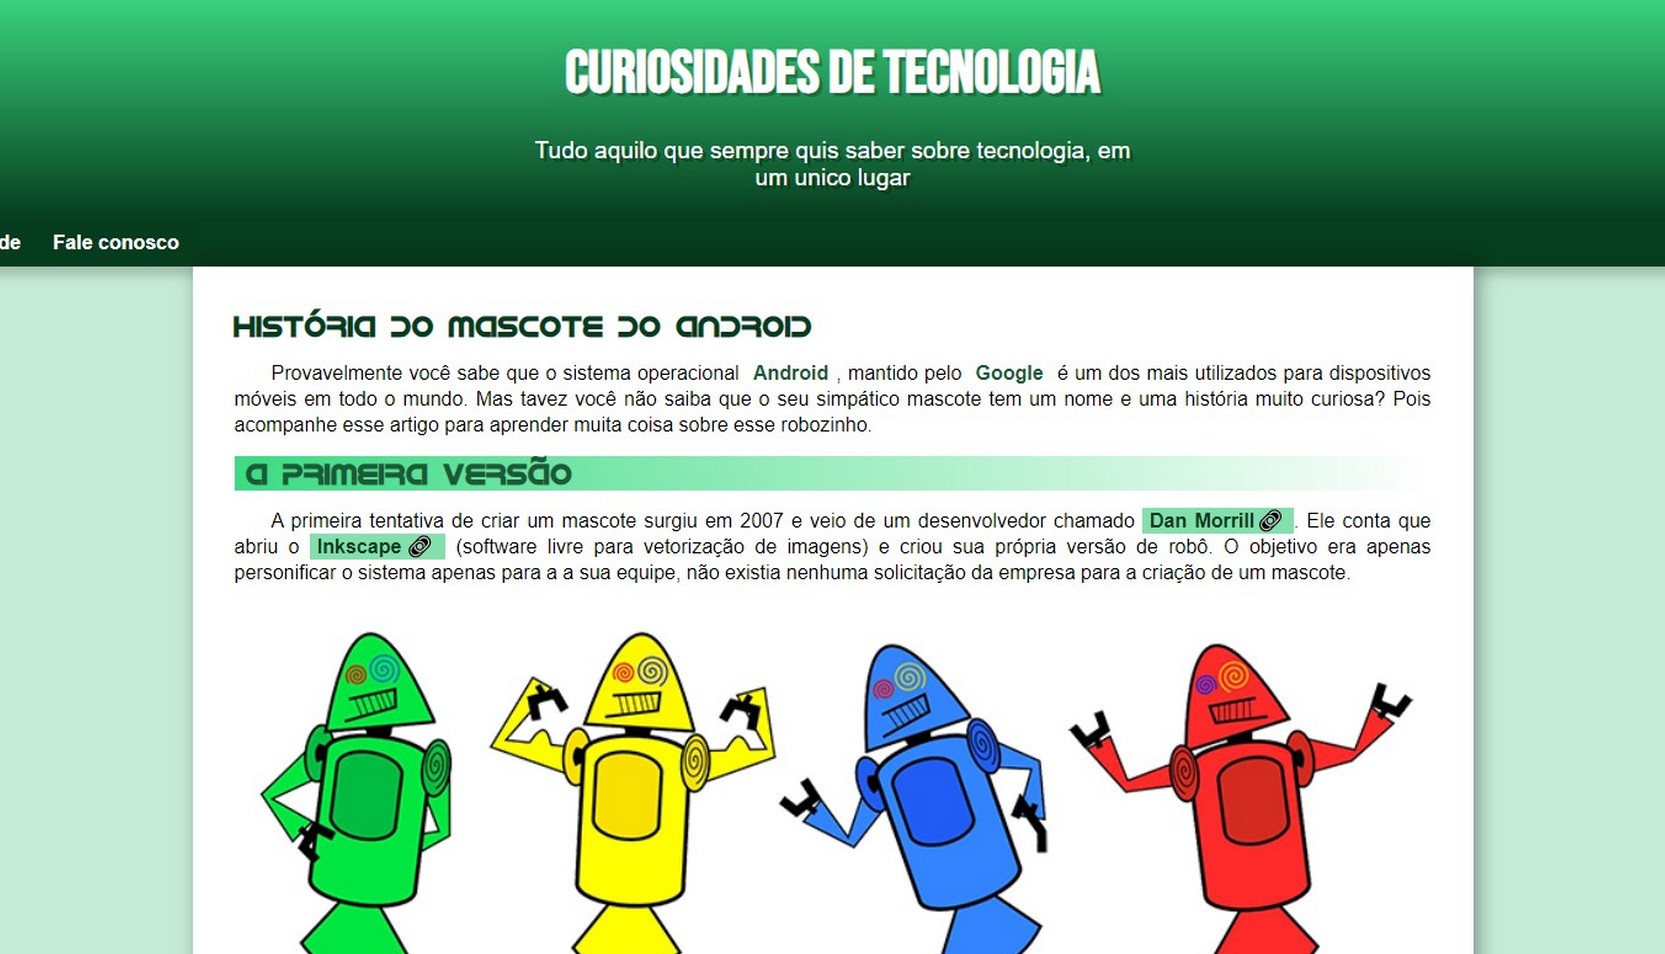 CURIOSIDADES DE TECNOLOGIA
Tudo aquilo que sempre quis saber sobre tecnologia, em
um unico lugar
de Fale conosco
HISTÓRIA DO MASCOTE DO ANDROID
Provavelmente você sabe que o sistema operacional Android , mantido pelo Google é um dos mais utilizados para dispositivos
móveis em todo o mundo. Mas tavez você não saiba que o seu simpático mascote tem um nome e uma história muito curiosa? Pois
acompanhe esse artigo para aprender muita coisa sobre esse robozinho.
A PRIMEIRA VERSÃO
A primeira tentativa de criar um mascote surgiu em 2007 e veio de um desenvolvedor chamado Dan Morrill . Ele conta que
abriu o Inkscape (software livre para vetorização de imagens) e criou sua própria versão de robô. O objetivo era apenas
personificar o sistema apenas para a a sua equipe, não existia nenhuma solicitação da empresa para a criação de um mascote.